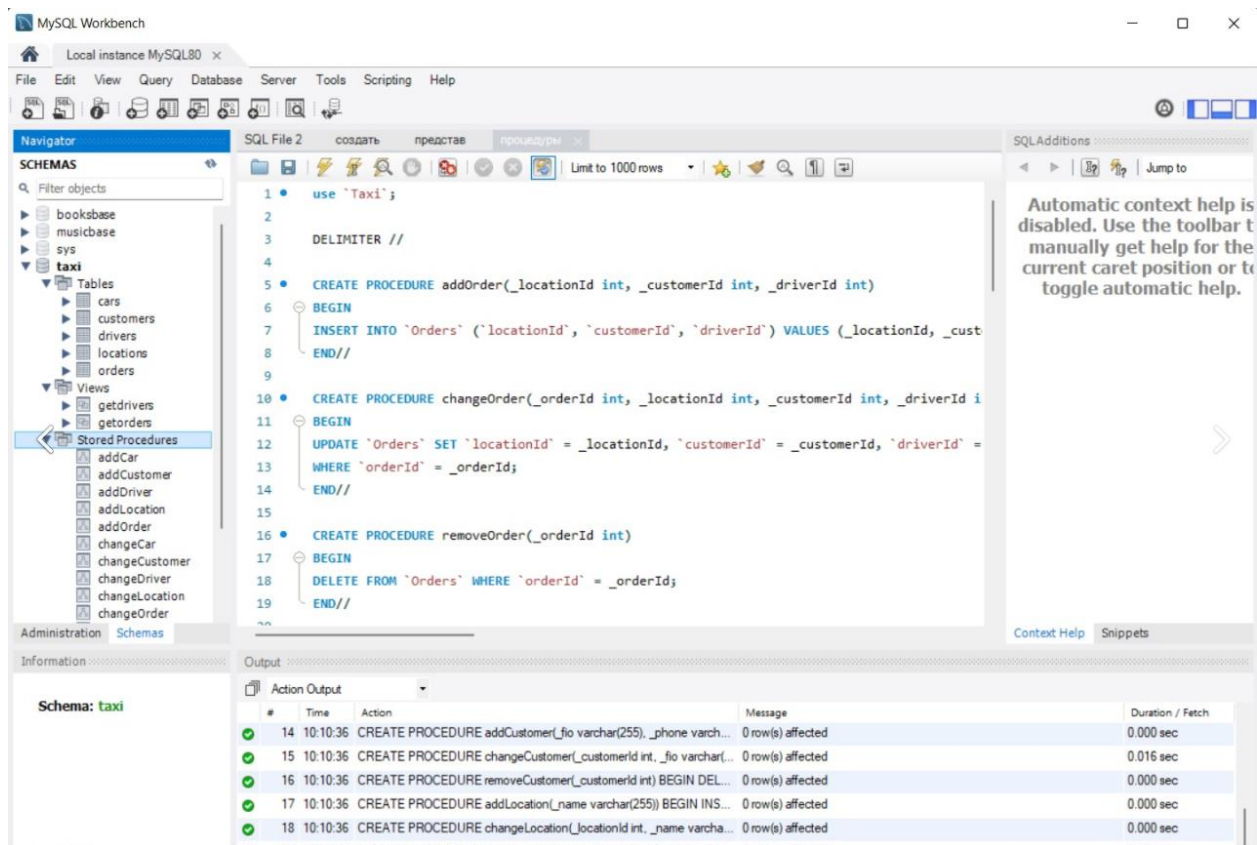 MySQL Workbench
Local instance MySQL80
File Edit View Query Database Server Tools Scripting Help
Navigator
SCHEMAS
Filter objects
booksbase
musicbase
sys
taxi
Tables
cars
customers
drivers
locations
orders
Views
getdrivers
getorders
Stored Procedures
addCar
addCustomer
addDriver
addLocation
addOrder
changeCar
changeCustomer
changeDriver
changeLocation
changeOrder
Administration Schemas
Information
Schema: taxi
SQL File 2 создать представ процедуры
Limit to 1000 rows
1 use `Taxi`;
2
3 DELIMITER //
4
5 CREATE PROCEDURE addOrder(_locationId int, _customerId int, _driverId int)
6 BEGIN
7 INSERT INTO `Orders` (`locationId`, `customerId`, `driverId`) VALUES (_locationId, _cust
8 END//
9
10 CREATE PROCEDURE changeOrder(_orderId int, _locationId int, _customerId int, _driverId i
11 BEGIN
12 UPDATE `Orders` SET `locationId` = _locationId, `customerId` = _customerId, `driverId` =
13 WHERE `orderId` = _orderId;
14 END//
15
16 CREATE PROCEDURE removeOrder(_orderId int)
17 BEGIN
18 DELETE FROM `Orders` WHERE `orderId` = _orderId;
19 END//
SQLAdditions
Jump to
Automatic context help is
disabled. Use the toolbar t
manually get help for the
current caret position or to
toggle automatic help.
Context Help Snippets
Output
Action Output
# Time Action Message Duration / Fetch
14 10:10:36 CREATE PROCEDURE addCustomer(_fio varchar(255), _phone varch... 0 row(s) affected 0.000 sec
15 10:10:36 CREATE PROCEDURE changeCustomer(_customerId int, _fio varchar(... 0 row(s) affected 0.016 sec
16 10:10:36 CREATE PROCEDURE removeCustomer(_customerId int) BEGIN DEL... 0 row(s) affected 0.000 sec
17 10:10:36 CREATE PROCEDURE addLocation(_name varchar(255)) BEGIN INS... 0 row(s) affected 0.000 sec
18 10:10:36 CREATE PROCEDURE changeLocation(_locationId int, _name varcha... 0 row(s) affected 0.000 sec